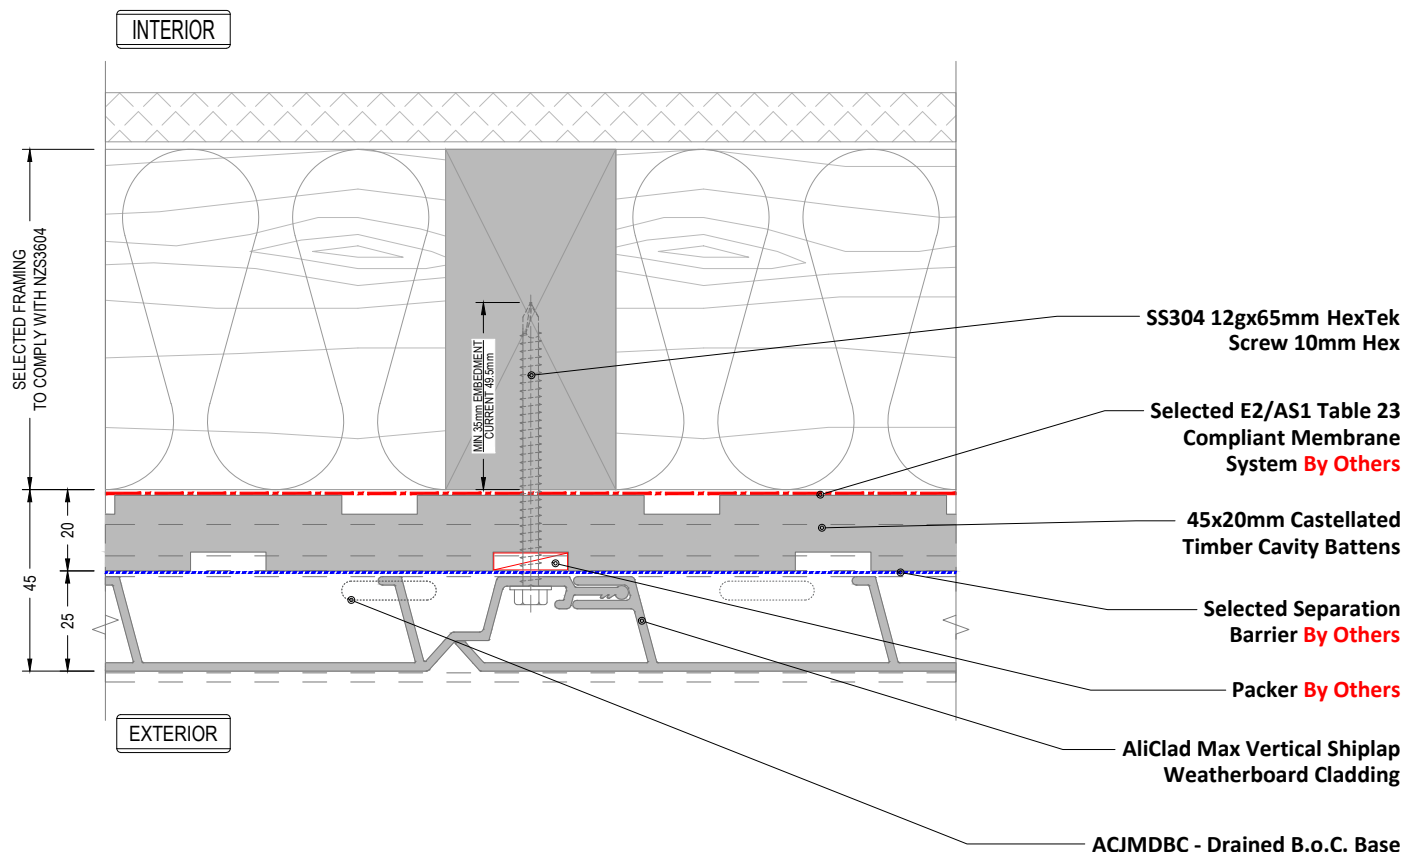 INTERIOR
SELECTED FRAMING
TO COMPLY WITH NZS3604
MIN 35mm EMBEDMENT
CURRENT 49.5mm
SS304 12gx65mm HexTek
Screw 10mm Hex
Selected E2/AS1 Table 23
Compliant Membrane
System By Others
45x20mm Castellated
Timber Cavity Battens
20
45
25
Selected Separation
Barrier By Others
Packer By Others
EXTERIOR
AliClad Max Vertical Shiplap
Weatherboard Cladding
ACJMDBC - Drained B.o.C. Base